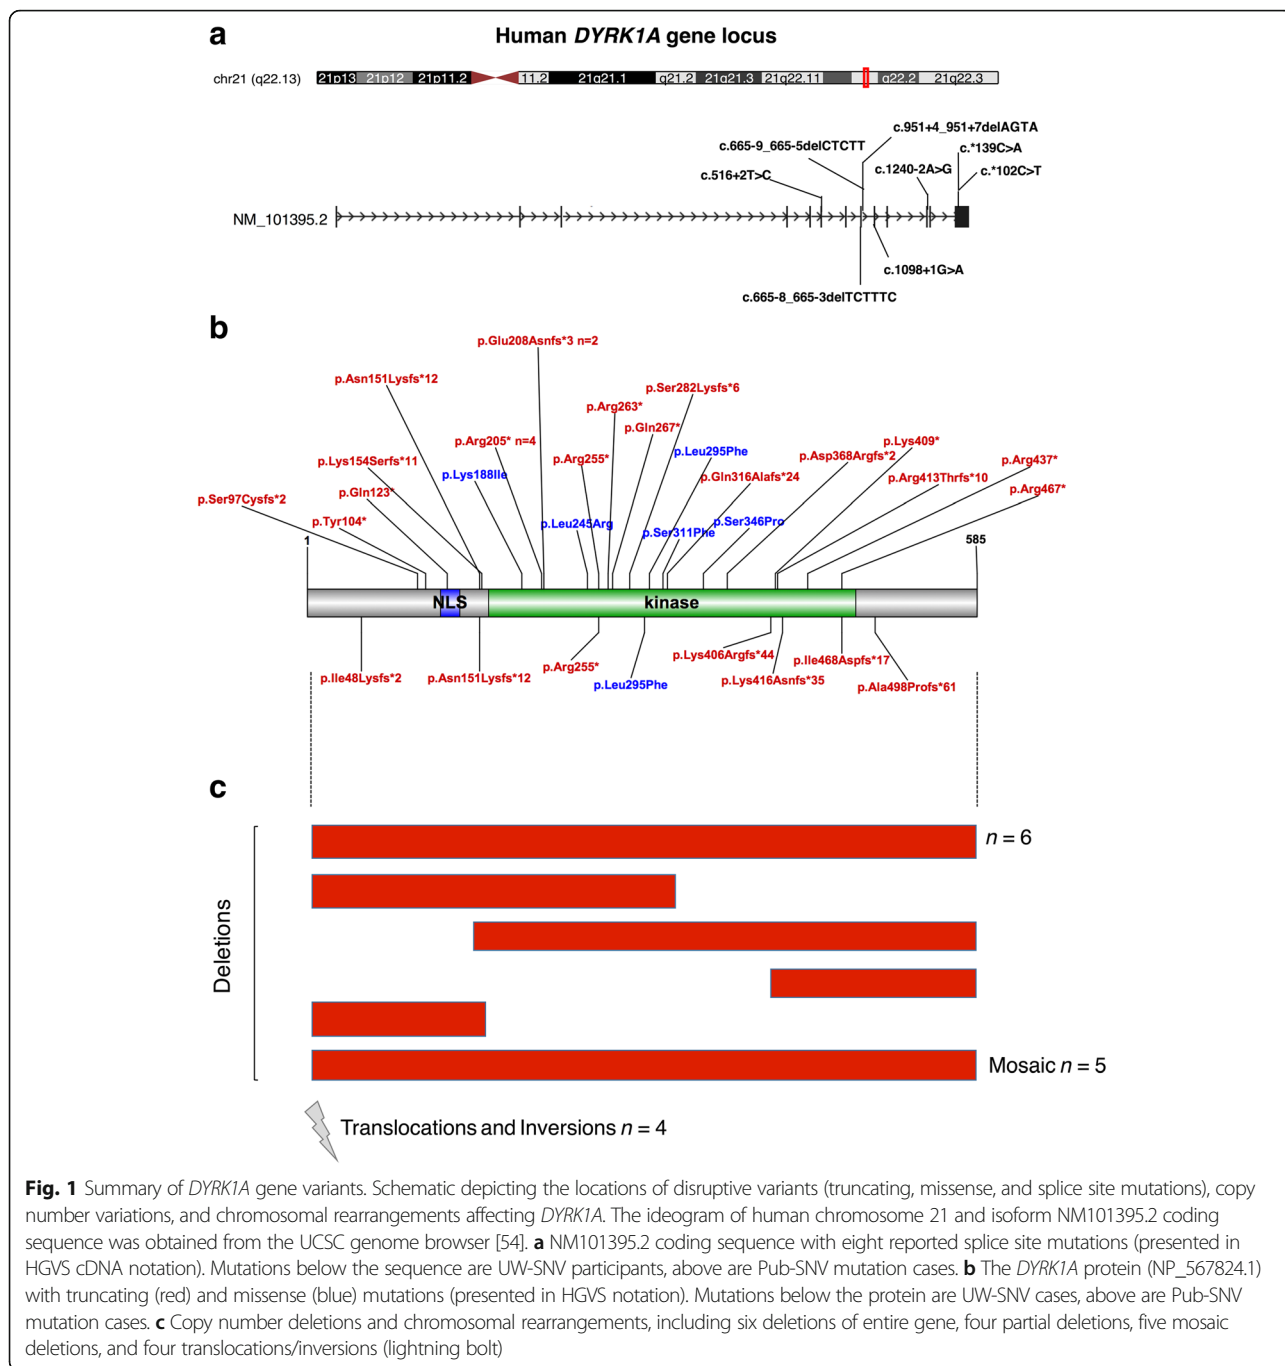 a
Human DYRK1A gene locus
chr21 (q22.13)
21p13 21p12 21p11.2 11.2 21q21.1 q21.2 21q21.3 21q22.11 q22.2 21q22.3
c.951+4_951+7delAGTA
c.665-9_665-5delCTCTT
c.*139C>A
c.516+2T>C
c.1240-2A>G
c.*102C>T
NM_101395.2
c.1098+1G>A
c.665-8_665-3delTCTTTC
b
p.Glu208Asnfs*3 n=2
p.Asn151Lysfs*12
p.Ser282Lysfs*6
p.Arg263*
p.Gln267*
p.Arg205* n=4
p.Lys409*
p.Leu295Phe
p.Lys154Serfs*11
p.Arg255*
p.Asp368Argfs*2
p.Arg437*
p.Lys188Ile
p.Gln316Alafs*24
p.Arg413Thrfs*10
p.Ser97Cysfs*2
p.Gln123*
p.Arg467*
p.Tyr104*
p.Leu245Arg
p.Ser311Phe
p.Ser346Pro
1
585
NLS
kinase
p.Ile48Lysfs*2
p.Asn151Lysfs*12
p.Arg255*
p.Leu295Phe
p.Lys406Argfs*44
p.Lys416Asnfs*35
p.Ile468Aspfs*17
p.Ala498Profs*61
c
Deletions
n = 6
Mosaic n = 5
Translocations and Inversions n = 4
Fig. 1 Summary of DYRK1A gene variants. Schematic depicting the locations of disruptive variants (truncating, missense, and splice site mutations), copy
number variations, and chromosomal rearrangements affecting DYRK1A. The ideogram of human chromosome 21 and isoform NM101395.2 coding
sequence was obtained from the UCSC genome browser [54]. a NM101395.2 coding sequence with eight reported splice site mutations (presented in
HGVS cDNA notation). Mutations below the sequence are UW-SNV participants, above are Pub-SNV mutation cases. b The DYRK1A protein (NP_567824.1)
with truncating (red) and missense (blue) mutations (presented in HGVS notation). Mutations below the protein are UW-SNV cases, above are Pub-SNV
mutation cases. c Copy number deletions and chromosomal rearrangements, including six deletions of entire gene, four partial deletions, five mosaic
deletions, and four translocations/inversions (lightning bolt)